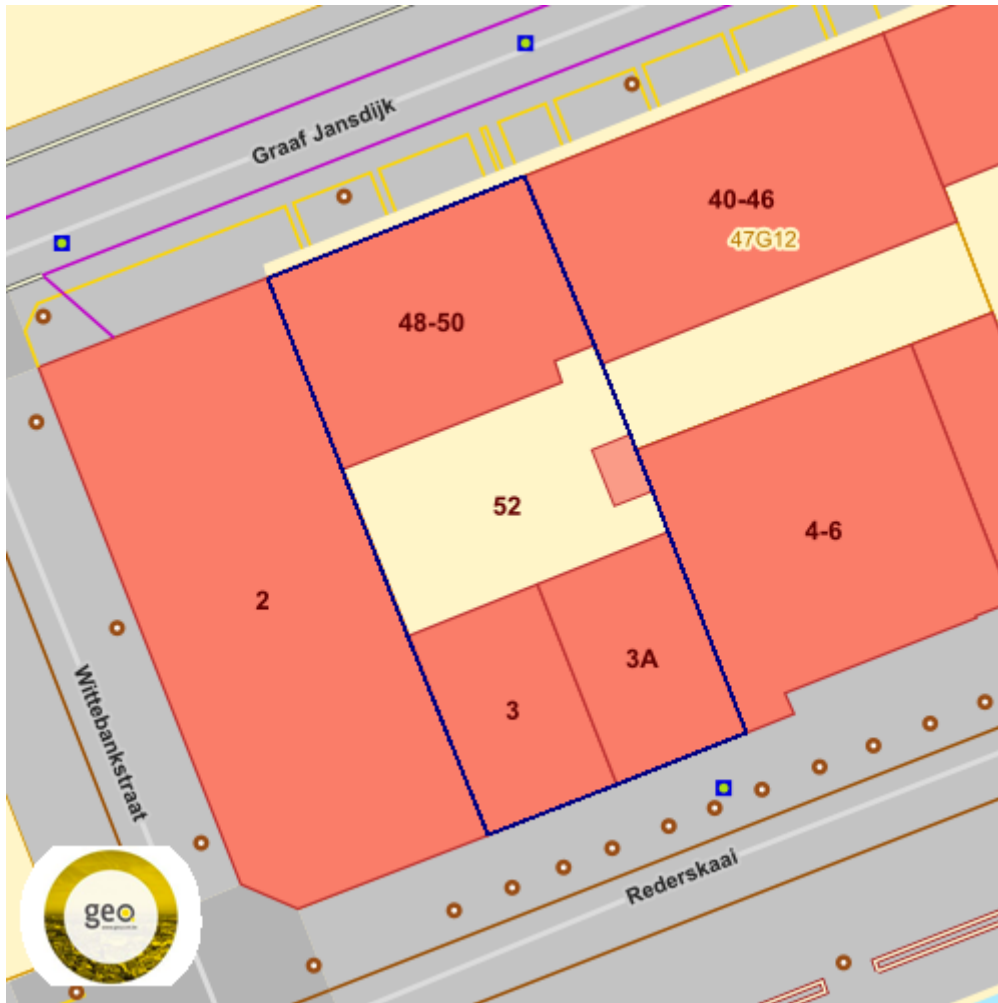 Graaf Jansdijk
40-46
47G12
48-50
52
4-6
2
3A
3
Wittebankstraat
Rederskaai
geo